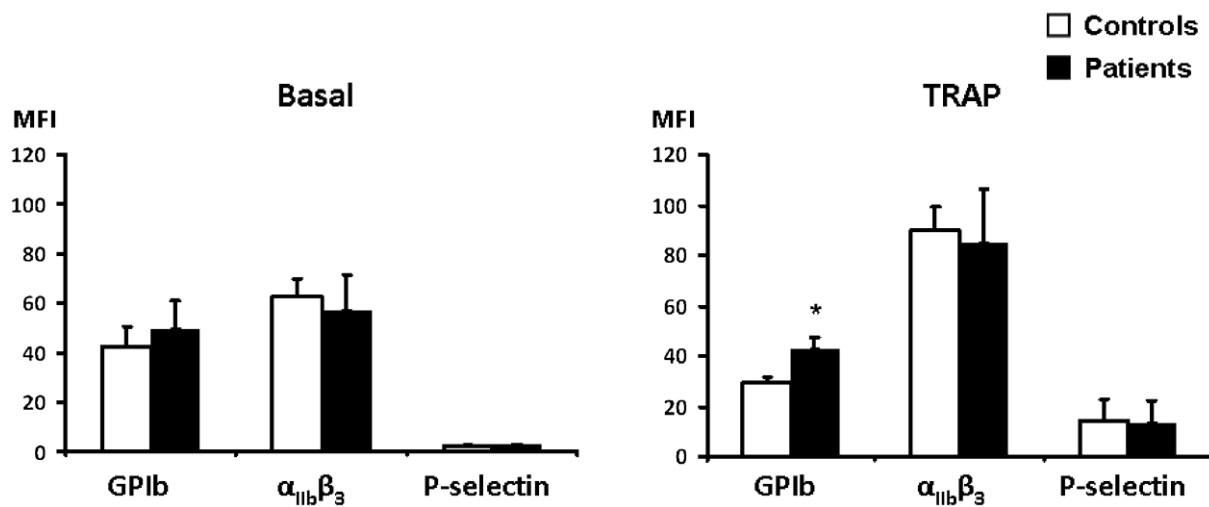 Controls
Patients
Basal
MFI
120
100
80
60
40
20
0
GPIb
αIIbβ3
P-selectin
TRAP
MFI
120
100
80
60
40
20
0
*
GPIb
αIIbβ3
P-selectin